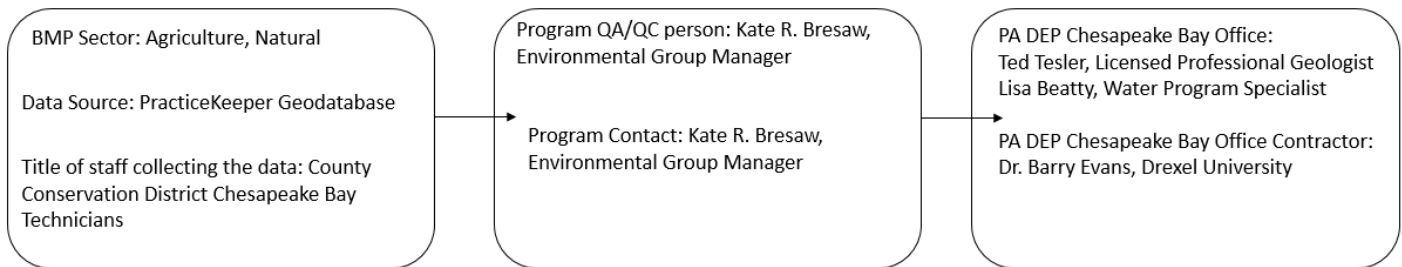 BMP Sector: Agriculture, Natural
Data Source: PracticeKeeper Geodatabase
Title of staff collecting the data: County
Conservation District Chesapeake Bay
Technicians
Program QA/QC person: Kate R. Bresaw,
Environmental Group Manager
Program Contact: Kate R. Bresaw,
Environmental Group Manager
PA DEP Chesapeake Bay Office:
Ted Tesler, Licensed Professional Geologist
Lisa Beatty, Water Program Specialist
PA DEP Chesapeake Bay Office Contractor:
Dr. Barry Evans, Drexel University